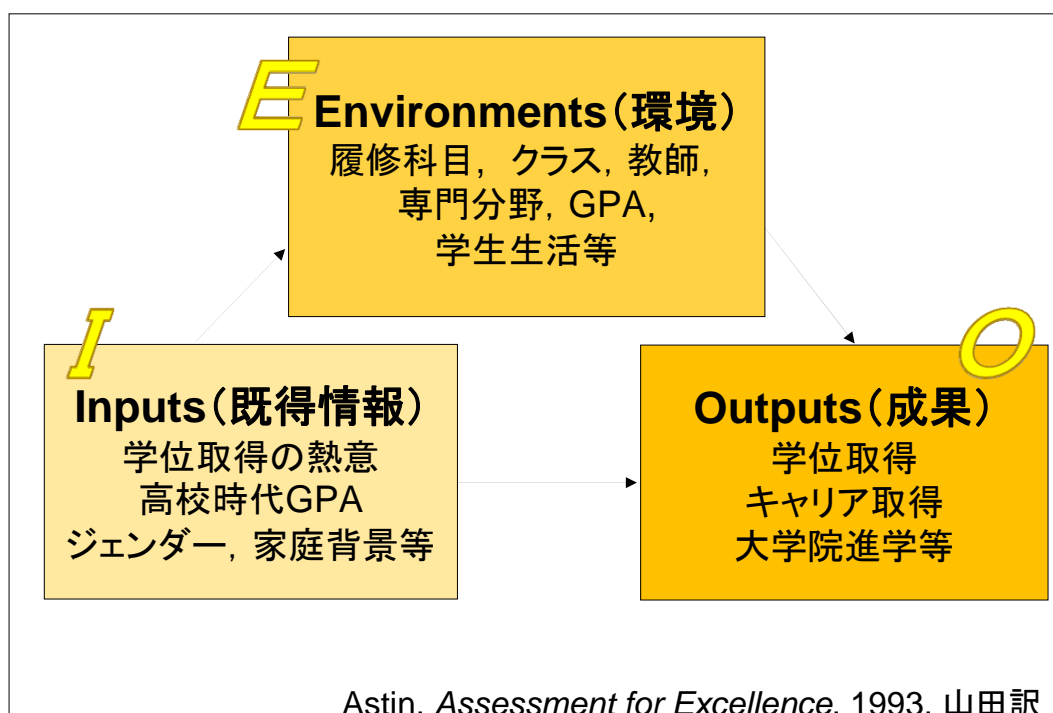 E
Environments(環境)
履修科目, クラス, 教師,
専門分野, GPA,
学生生活等
I
Inputs(既得情報)
学位取得の熱意
高校時代GPA
ジェンダー, 家庭背景等
O
Outputs(成果)
学位取得
キャリア取得
大学院進学等
Astin, Assessment for Excellence, 1993, 山田訳